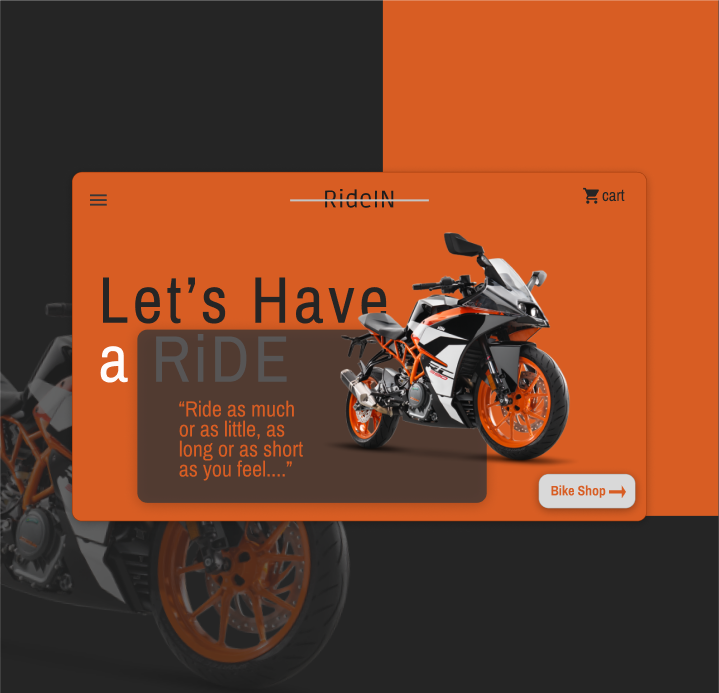 RideIN
cart
Let's Have
a RiDE
“Ride as much
or as little, as
long or as short
as you feel....”
Bike Shop
RC